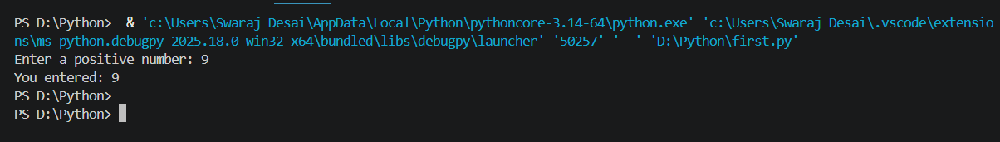 PS D:\Python>  & 'c:\Users\Swaraj Desai\AppData\Local\Python\pythoncore-3.14-64\python.exe' 'c:\Users\Swaraj Desai\.vscode\extensio
ns\ms-python.debugpy-2025.18.0-win32-x64\bundled\libs\debugpy\launcher' '50257' '--' 'D:\Python\first.py'
Enter a positive number: 9
You entered: 9
PS D:\Python>
PS D:\Python>